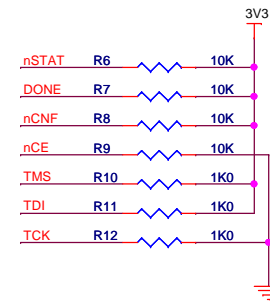 3V3
nSTAT R6 10K
DONE R7 10K
nCNF R8 10K
nCE R9 10K
TMS R10 1K0
TDI R11 1K0
TCK R12 1K0